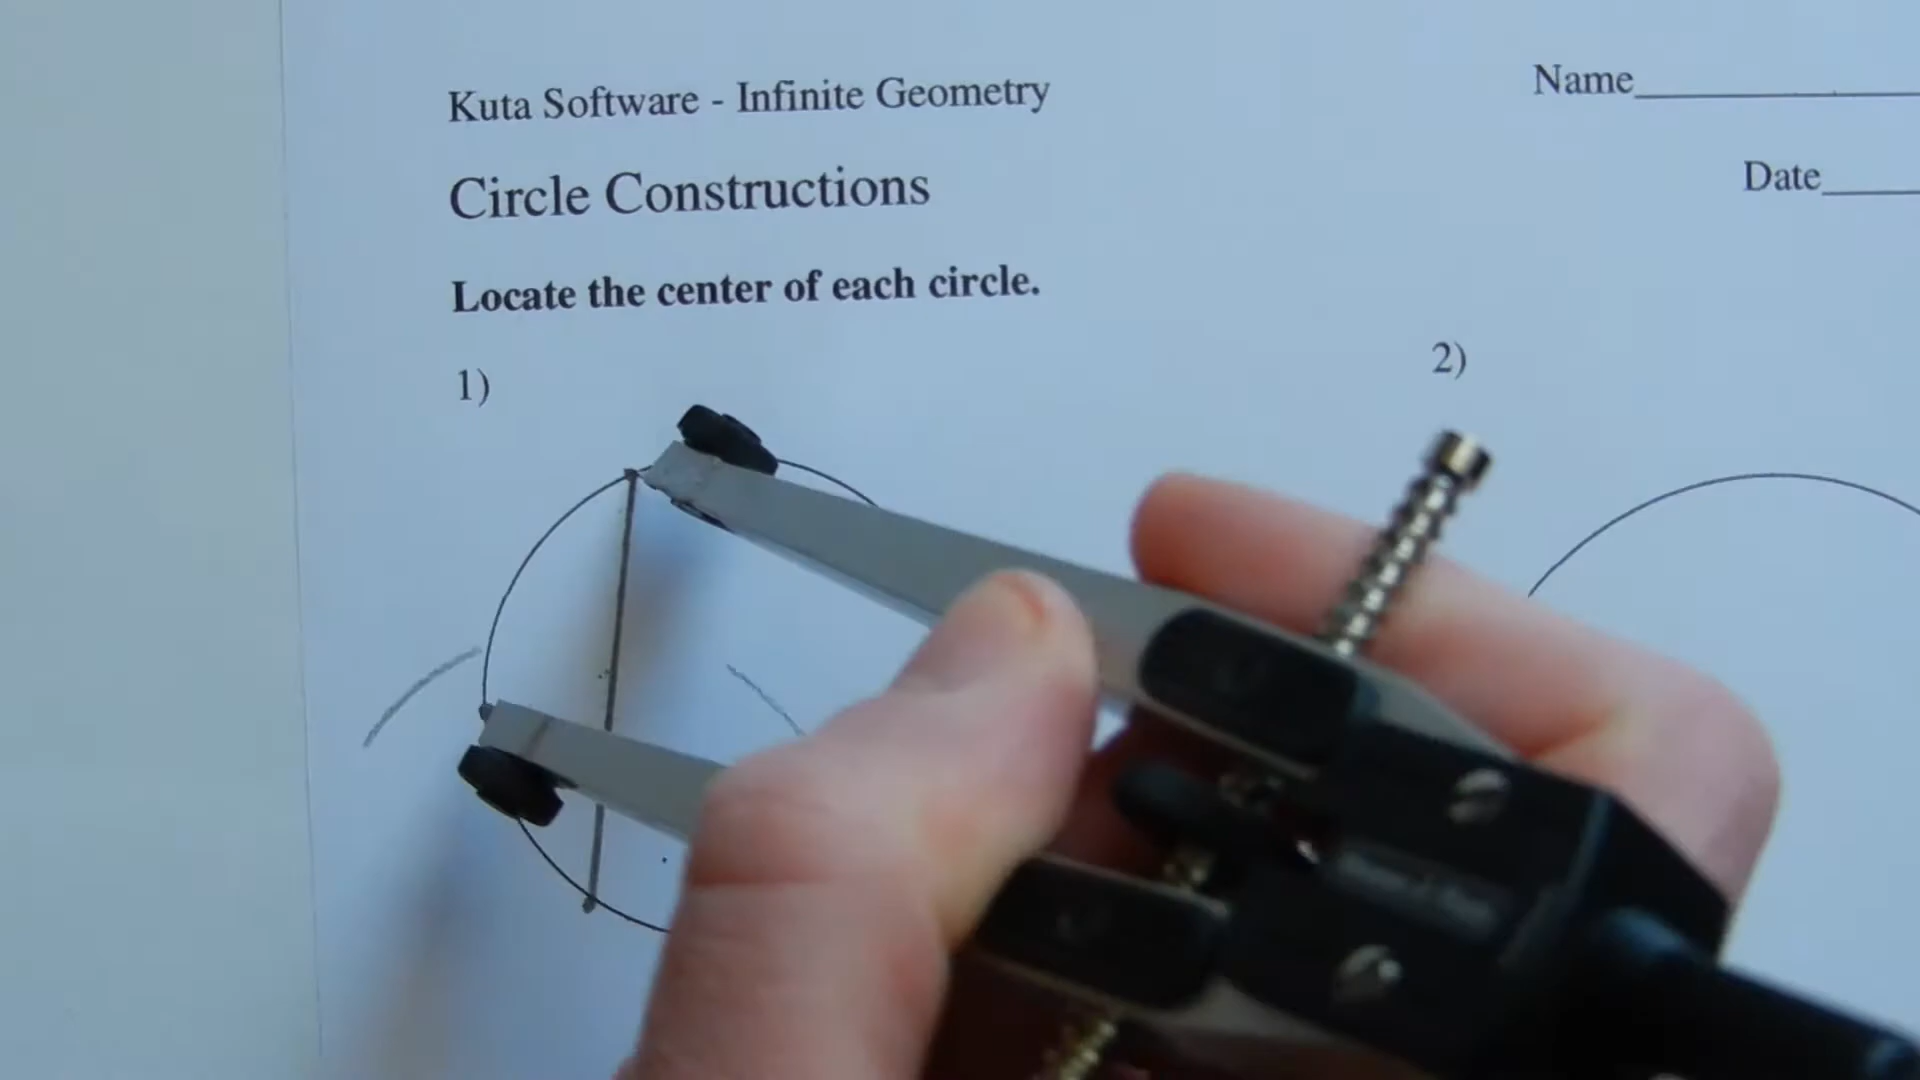 Kuta Software - Infinite Geometry
Name
Circle Constructions
Date
Locate the center of each circle.
1)
2)